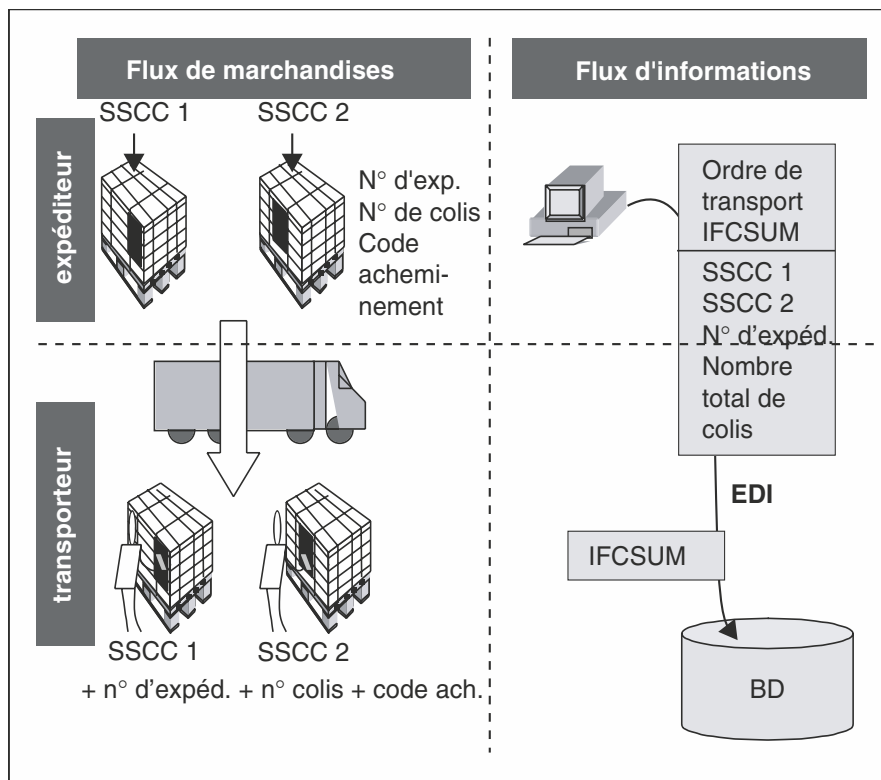 Flux de marchandises
Flux d'informations
expéditeur
SSCC 1
SSCC 2
N° d'exp.
N° de colis
Code
achemi-
nement
Ordre de
transport
IFCSUM
SSCC 1
SSCC 2
N° d'expéd.
Nombre
total de
colis
transporteur
SSCC 1
SSCC 2
+ n° d'expéd. + n° colis + code ach.
EDI
IFCSUM
BD